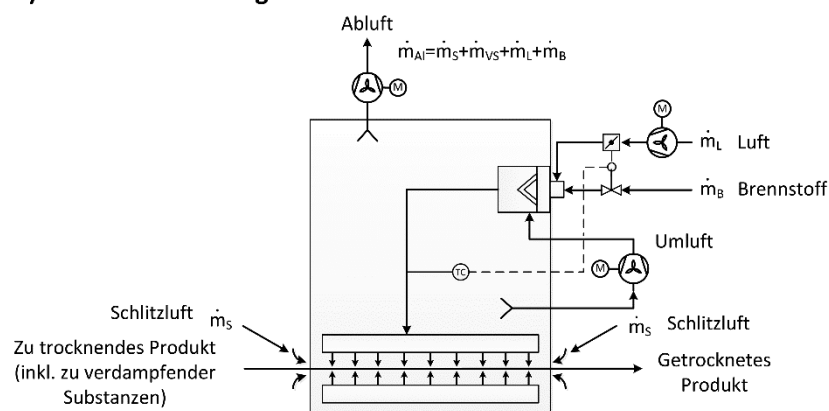 Abluft
ṁAl=ṁS+ṁVS+ṁL+ṁB
M
M
ṁL Luft
ṁB Brennstoff
Umluft
M
TC
Schlitzluft ṁS
ṁS Schlitzluft
Zu trocknendes Produkt
(inkl. zu verdampfender
Substanzen)
Getrocknetes
Produkt